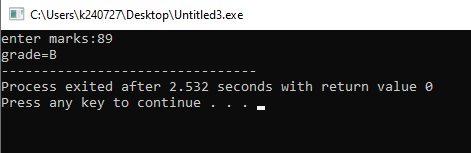 C:\Users\k240727\Desktop\Untitled3.exe
enter marks:89
grade=B
--------------------------------
Process exited after 2.532 seconds with return value 0
Press any key to continue . . .